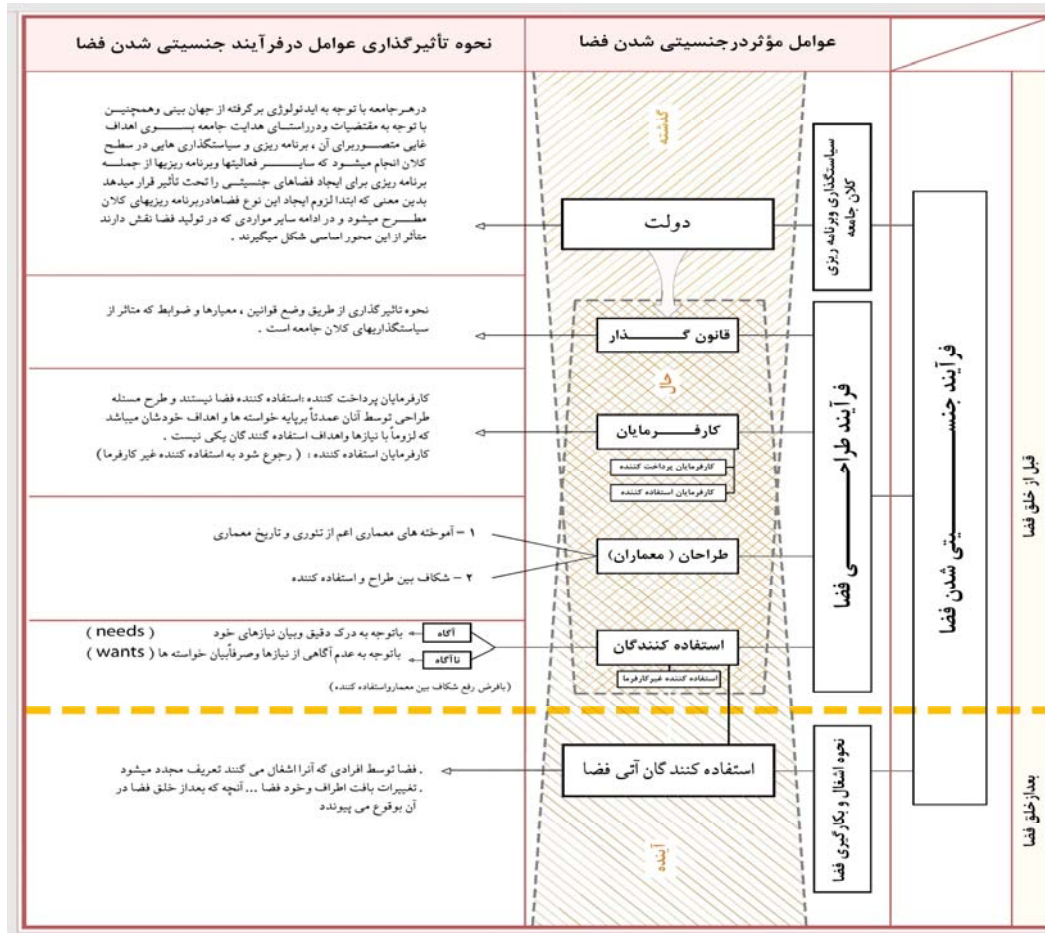 عوامل مؤثردرجنسیتی شدن فضا
نحوه تأثیرگذاری عوامل درفرآیند جنسیتی شدن فضا
قبل از خلق فضا
بعدازخلق فضا
فرآیند جنسیتی شدن فضا
سیاستگذاری وبرنامه ریزی
کلان جامعه
گذشته
دولت
درهرجامعه با توجه به ایدئولوژی برگرفته از جهان بینی وهمچنین
با توجه به مقتضیات ودرراستای هدایت جامعه بسوی اهداف
غایی متصوربرای آن ، برنامه ریزی و سیاستگذاری هایی در سطح
کلان انجام میشود که سایر فعالیتها وبرنامه ریزیها از جمله
برنامه ریزی برای ایجاد فضاهای جنسیتی را تحت تأثیر قرار میدهد
بدین معنی که ابتدا لزوم ایجاد این نوع فضاهادربرنامه ریزیهای کلان
مطرح میشود و در ادامه سایر مواردی که در تولید فضا نقش دارند
متأثر از این محور اساسی شکل میگیرند .
فرآیند طراحی فضا
قانون گذار
نحوه تاثیرگذاری از طریق وضع قوانین ، معیارها و ضوابط که متاثر از
سیاستگذاریهای کلان جامعه است .
حال
کارفرمایان
کارفرمایان پرداخت کننده
کارفرمایان استفاده کننده
کارفرمایان پرداخت کننده :استفاده کننده فضا نیستند و طرح مسئله
طراحی توسط آنان عمدتاً برپایه خواسته ها و اهداف خودشان میباشد
که لزوماً با نیازها واهداف استفاده گنندگان یکی نیست .
کارفرمایان استفاده کننده : ( رجوع شود به استفاده کننده غیر کارفرما)
طراحان ( معماران)
۱ – آموخته های معماری اعم از تئوری و تاریخ معماری
۲ – شکاف بین طراح و استفاده کننده
استفاده کنندگان
استفاده کننده غیرکارفرما
آگاه
باتوجه به درک دقیق وبیان نیازهای خود ( needs )
ناآگاه
باتوجه به عدم آگاهی از نیازها وصرفاًبیان خواسته ها ( wants )
(بافرض رفع شکاف بین معمارواستفاده کننده)
نحوه اشغال و بکارگیری فضا
استفاده کنندگان آتی فضا
آینده
. فضا توسط افرادی که آنرا اشغال می کنند تعریف مجدد میشود
. تغییرات بافت اطراف وخود فضا ... آنچه که بعداز خلق فضا در
آن بوقوع می پیوندد